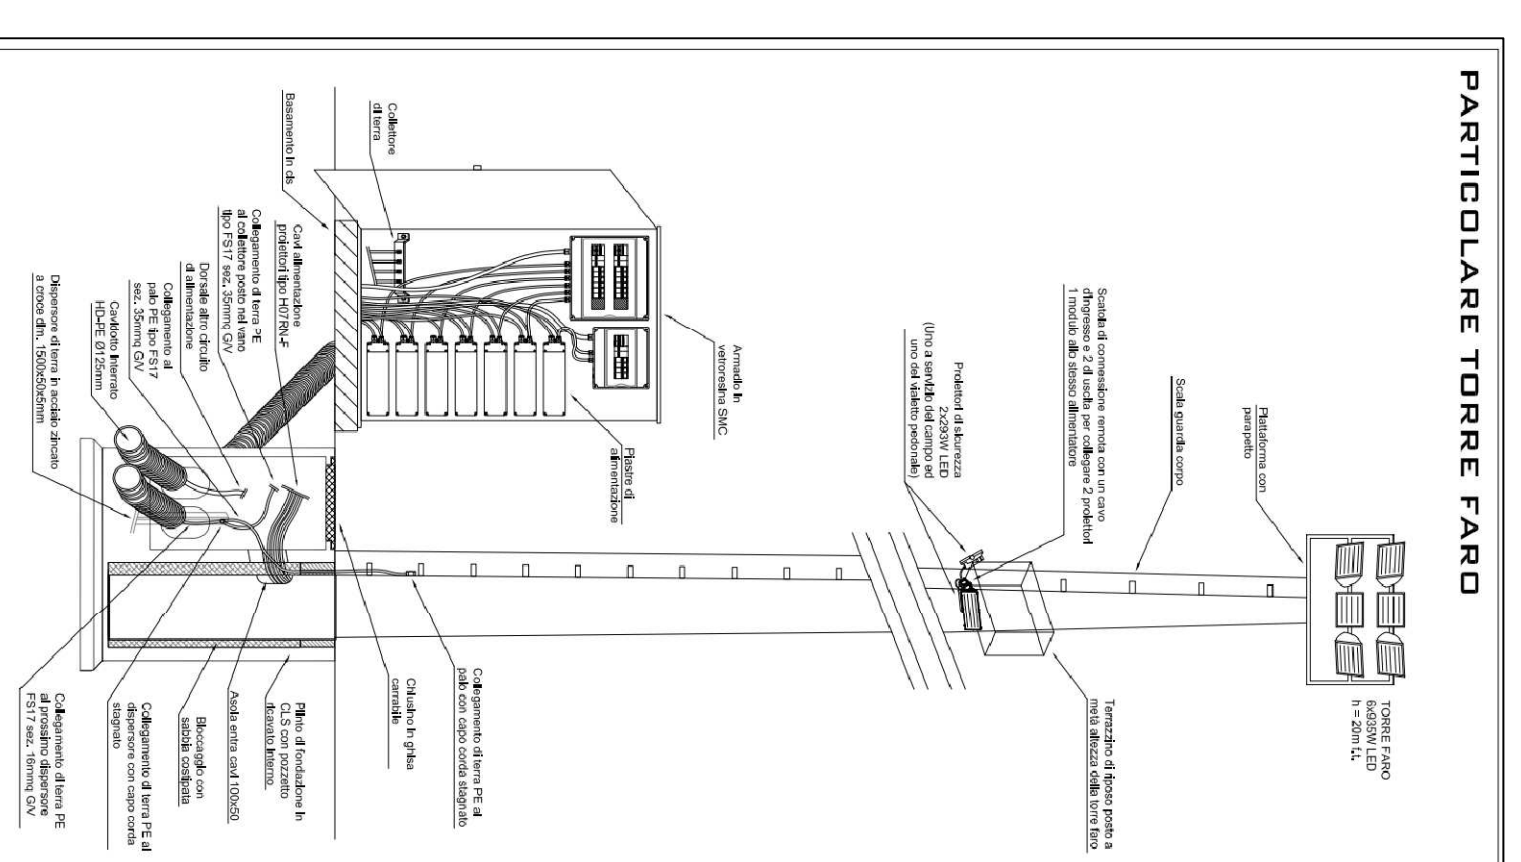 PARTICOLARE TORRE FARO
TORRE FARO
6x935W LED
h = 20m f.t.
Piattaforma con
parapetto
Scala guardia corpo
Scatola di connessione remota con un cavo
d'ingresso e 2 di uscita per collegare 2 proiettori
1 modulo allo stesso alimentatore
Proiettori di sicurezza
2x293W LED
(Uno a servizio del campo ed
uno del vialetto pedonale)
Terrazzino di riposo posto a
metà altezza della torre faro
Armadio in
vetroresina SMC
Piastre di
alimentazione
Collettore
di terra
Basamento in cls
Cavi alimentazione
proiettori tipo H07RN-F
Collegamento di terra PE
al collettore posto nel vano
tipo FS17 sez. 35mmq G/V
Dorsale altro circuito
di alimentazione
Collegamento al
palo PE tipo FS17
sez. 35mmq G/V
Cavidotto interrato
HD-PE Ø125mm
Dispersore di terra in acciaio zincato
a croce dim. 1500x50x5mm
Collegamento di terra PE al
palo con capo corda stagnato
Chiusino in ghisa
carrabile
Plinto di fondazione in
CLS con pozzetto
ricavato interno
Asola entra cavi 100x50
Bloccaggio con
sabbia costipata
Collegamento di terra PE al
dispersore con capo corda
stagnato
Collegamento di terra PE
al prossimo dispersore
FS17 sez. 16mmq G/V